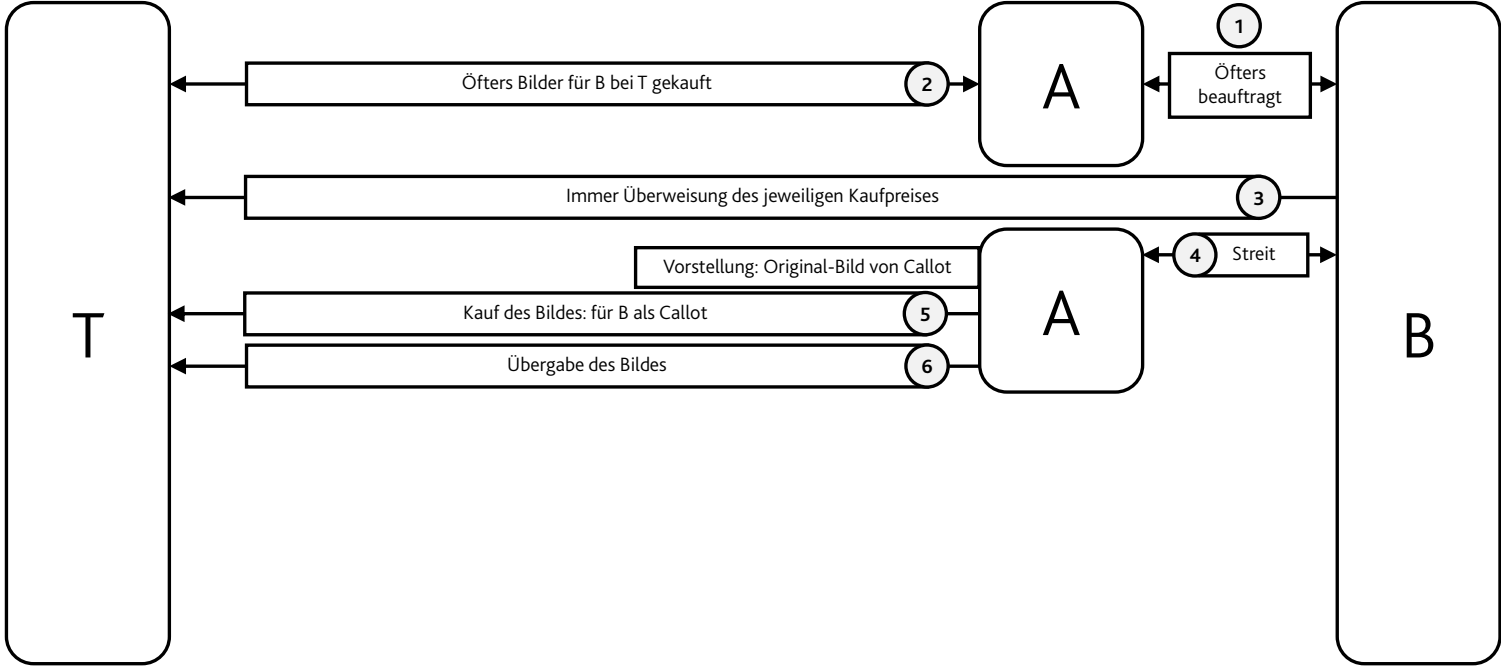 1
Öfters
beauftragt
Öfters Bilder für B bei T gekauft
2
A
Immer Überweisung des jeweiligen Kaufpreises
3
4
Streit
Vorstellung: Original-Bild von Callot
Kauf des Bildes: für B als Callot
5
A
T
B
Übergabe des Bildes
6